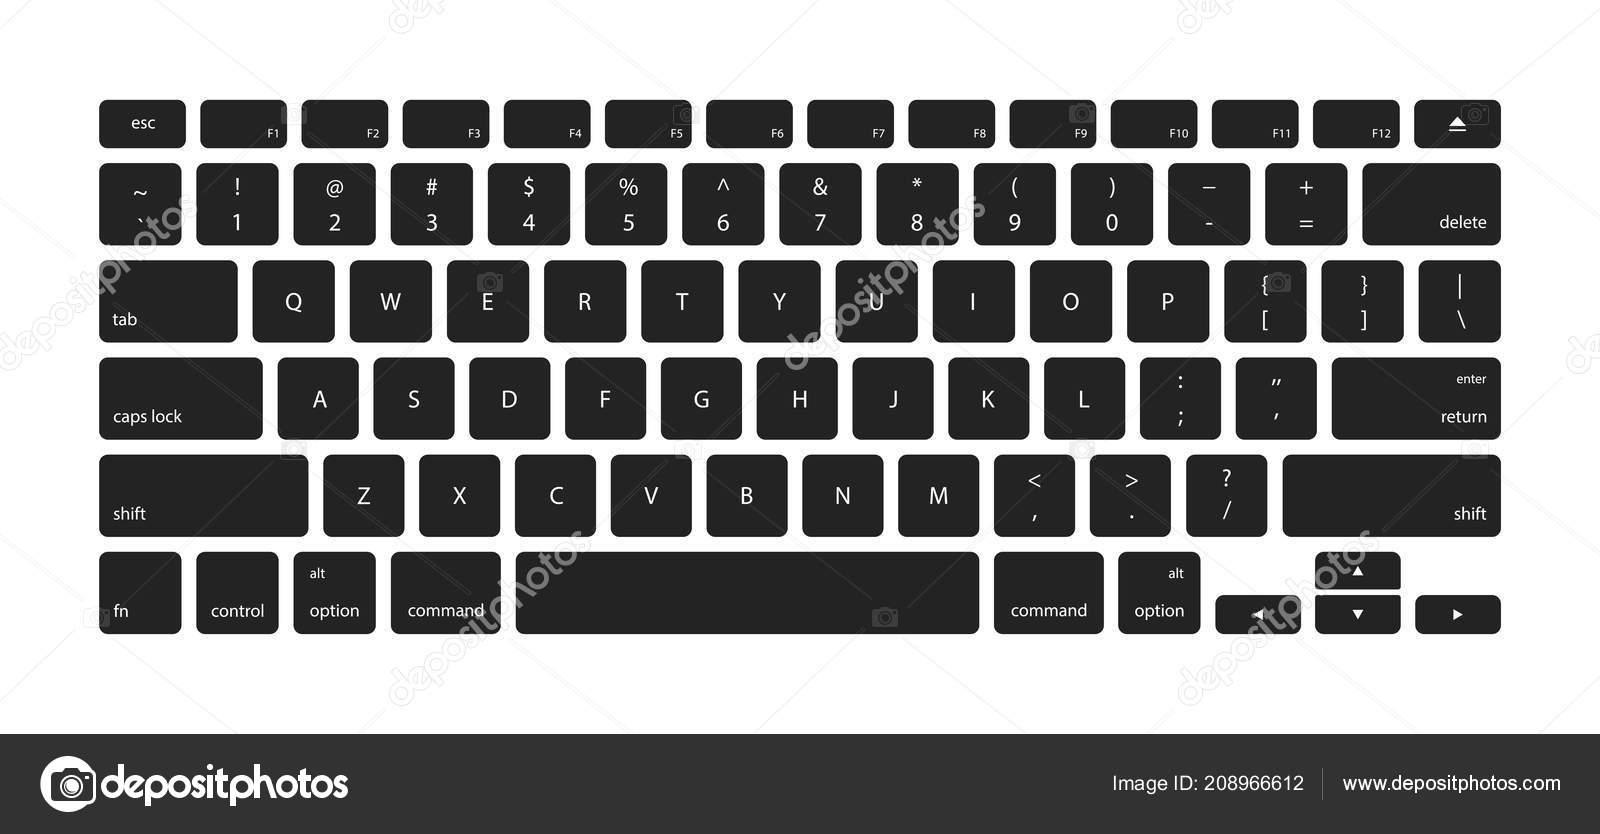 esc F1 F2 F3 F4 F5 F6 F7 F8 F9 F10 F11 F12
~ ! @ # $ % ^ & * ( ) _ +
` 1 2 3 4 5 6 7 8 9 0 - = delete
tab Q W E R T Y U I O P { } |
[ ] \
caps lock A S D F G H J K L : " enter
; ' return
shift Z X C V B N M < > ? shift
, . /
alt alt
fn control option command command option
depositphotos
Image ID: 208966612 www.depositphotos.com